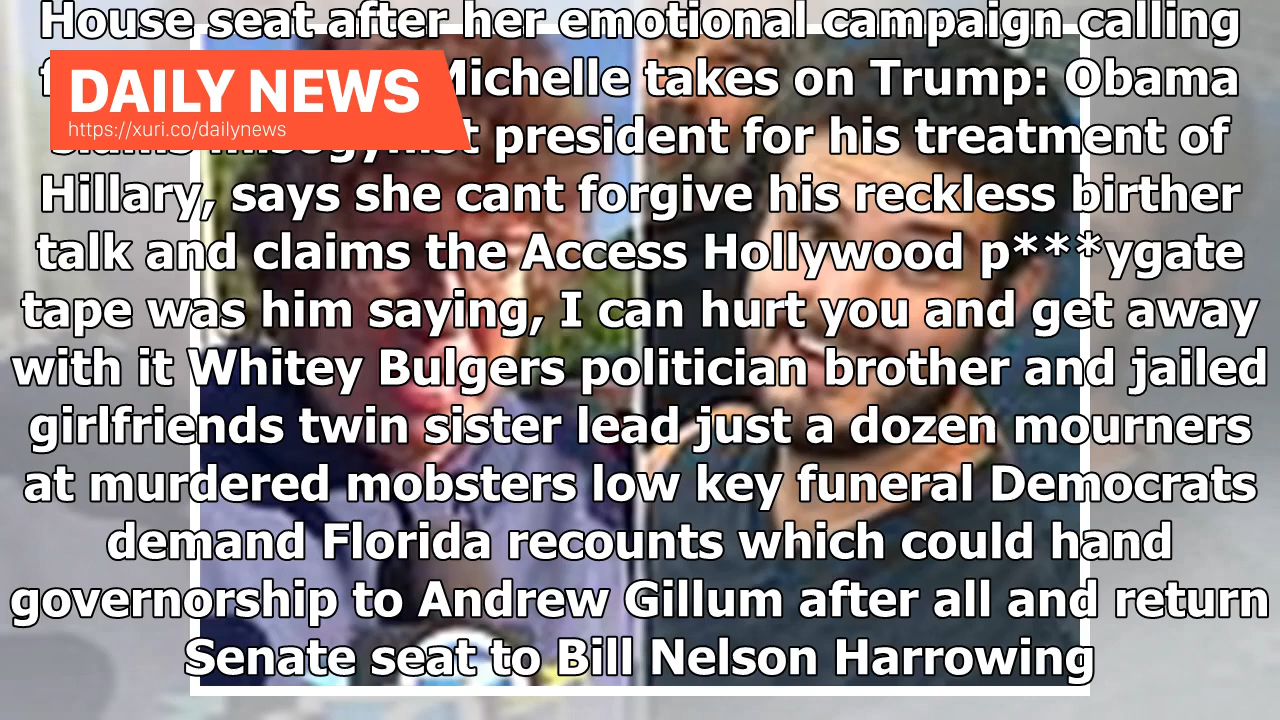 House seat after her emotional campaign calling
DAILY NEWS
https://xuri.co/dailynews
Michelle takes on Trump: Obama
president for his treatment of
Hillary, says she cant forgive his reckless birther
talk and claims the Access Hollywood p***ygate
tape was him saying, I can hurt you and get away
with it Whitey Bulgers politician brother and jailed
girlfriends twin sister lead just a dozen mourners
at murdered mobsters low key funeral Democrats
demand Florida recounts which could hand
governorship to Andrew Gillum after all and return
Senate seat to Bill Nelson Harrowing